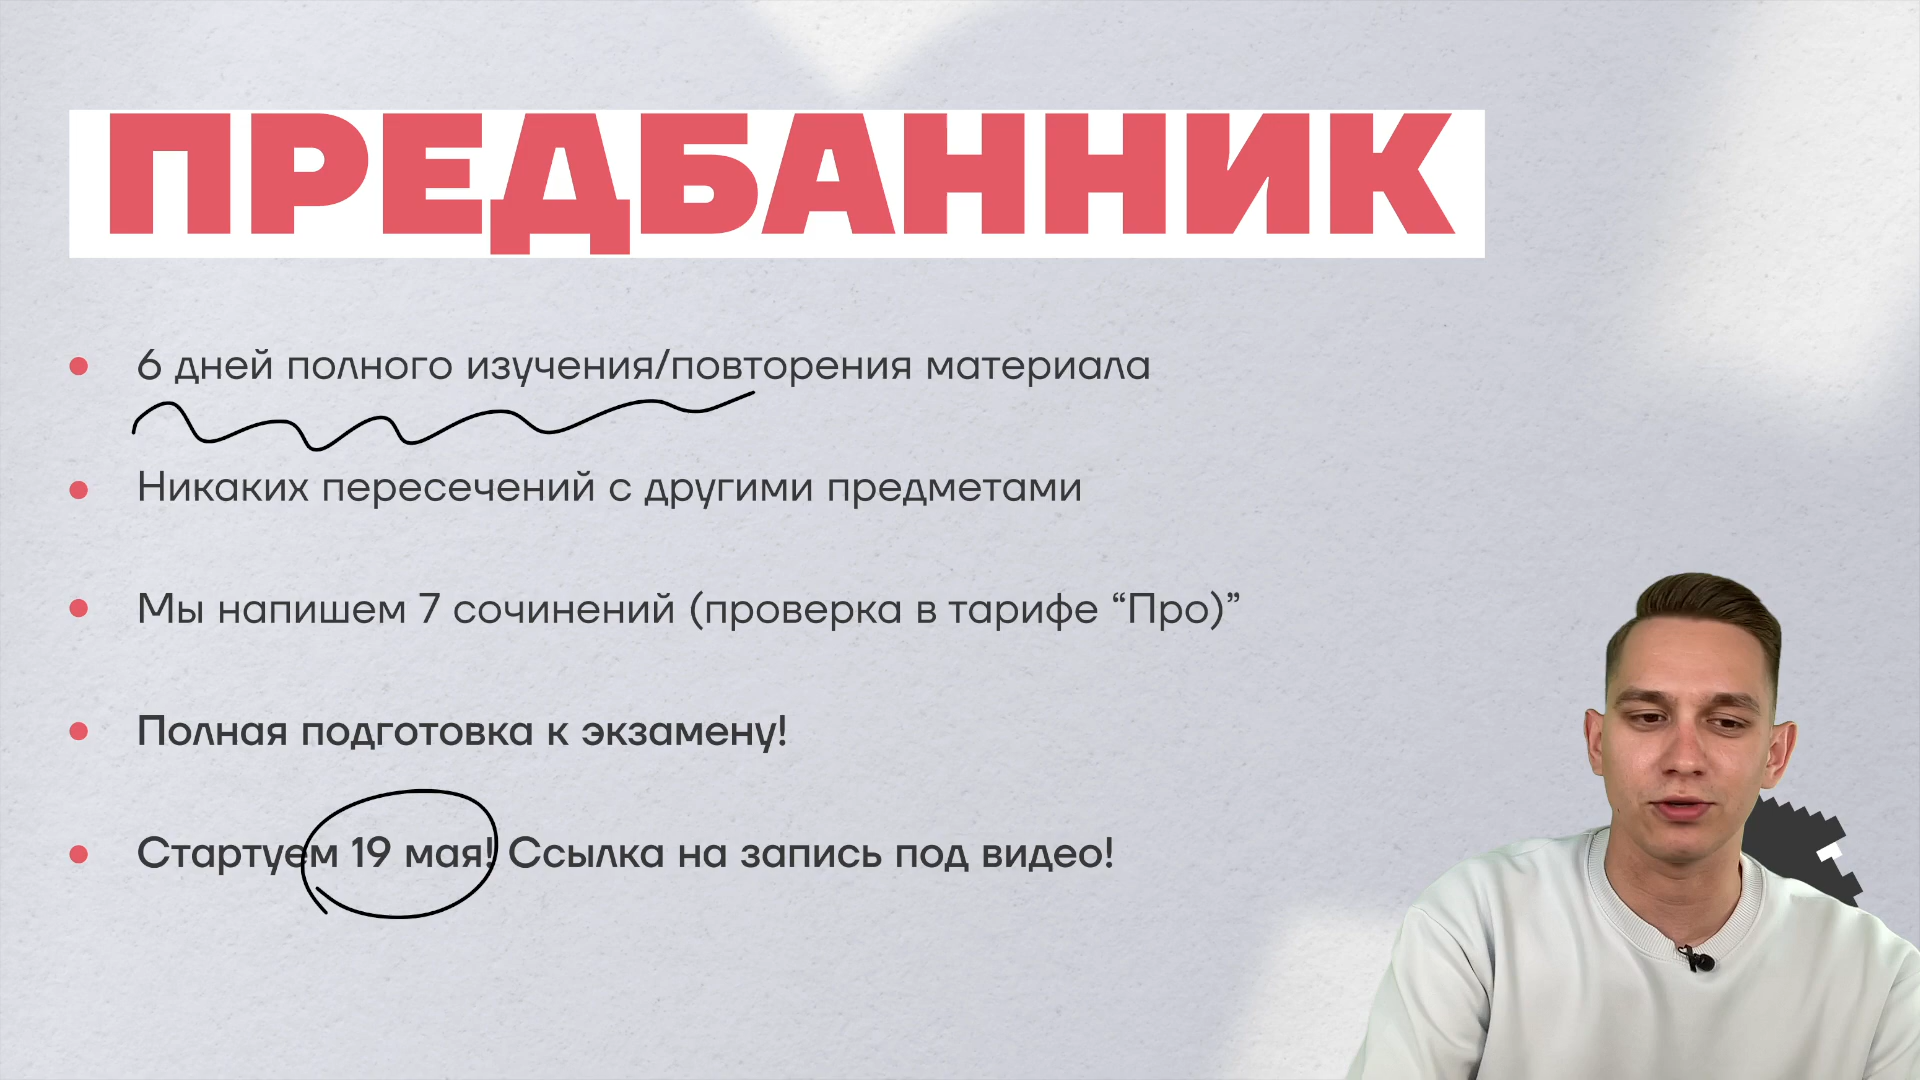 ПРЕДБАННИК
6 дней полного изучения/повторения материала
Никаких пересечений с другими предметами
Мы напишем 7 сочинений (проверка в тарифе “Про)”
Полная подготовка к экзамену!
Стартуем 19 мая! Ссылка на запись под видео!